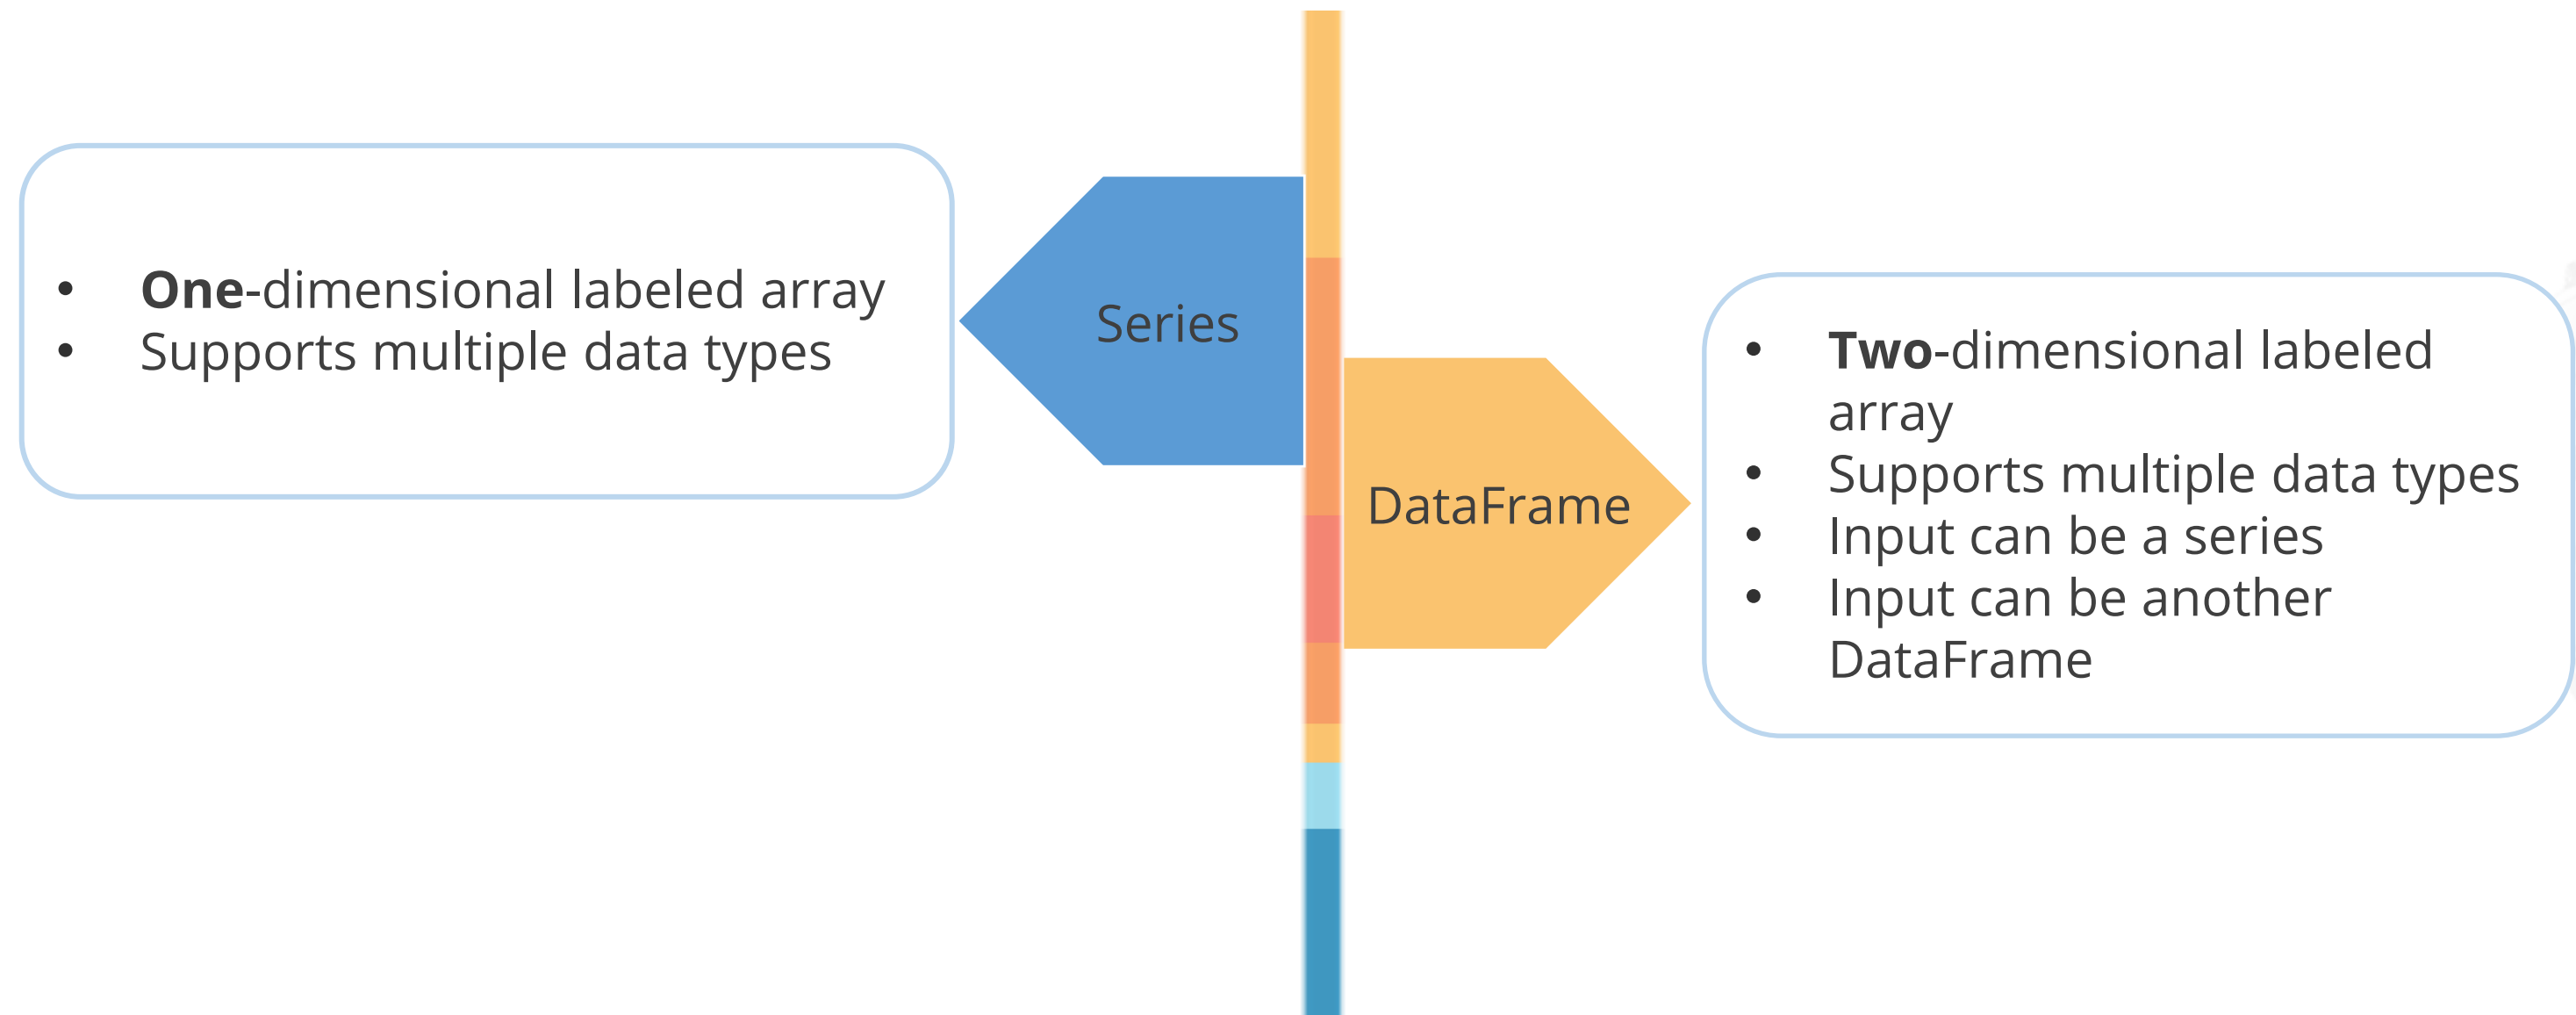 • One-dimensional labeled array
• Supports multiple data types
Series
DataFrame
• Two-dimensional labeled
array
• Supports multiple data types
• Input can be a series
• Input can be another
DataFrame